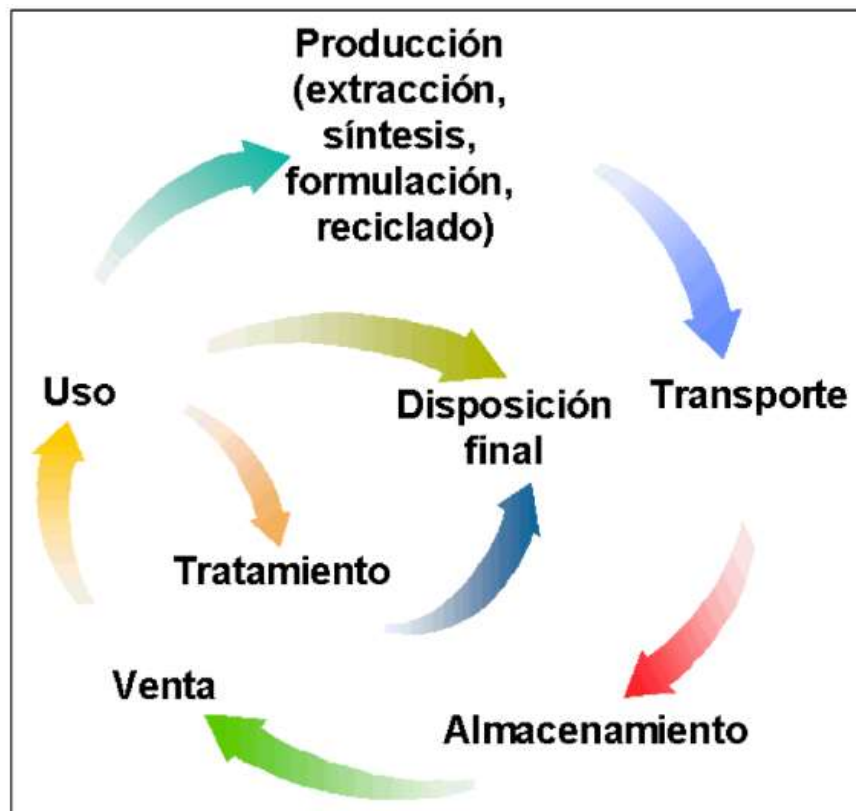 Producción
(extracción,
síntesis,
formulación,
reciclado)
Uso
Disposición
final
Transporte
Tratamiento
Venta
Almacenamiento